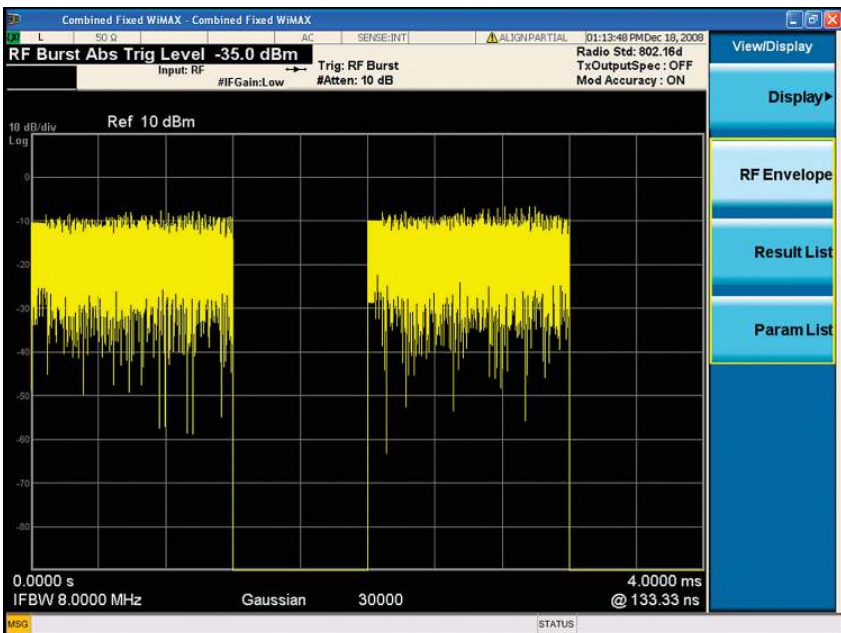 Combined Fixed WiMAX - Combined Fixed WiMAX
L 50 Ω AC SENSE:INT ALIGN PARTIAL 01:13:48 PM Dec 18, 2008
RF Burst Abs Trig Level -35.0 dBm
Input: RF
#IFGain:Low
Trig: RF Burst
#Atten: 10 dB
Radio Std: 802.16d
TxOutputSpec : OFF
Mod Accuracy : ON
10 dB/div
Log
Ref 10 dBm
0
-10
-20
-30
-40
-50
-60
-70
-80
0.0000 s
4.0000 ms
IFBW 8.0000 MHz
Gaussian
30000
@ 133.33 ns
View/Display
Display
RF Envelope
Result List
Param List
MSG
STATUS